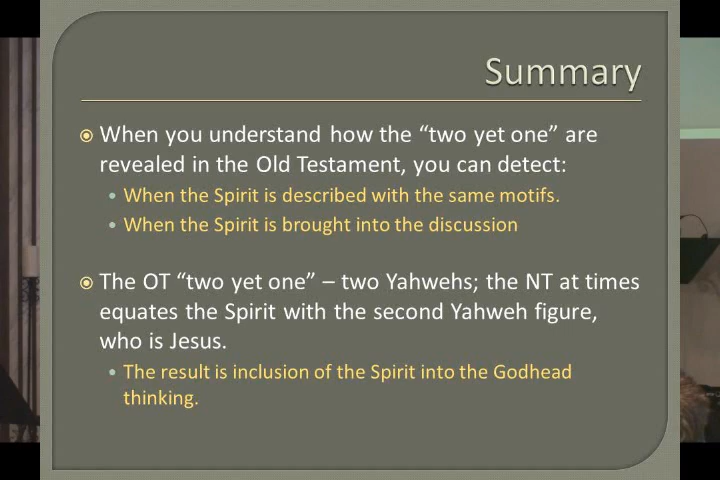 Summary
When you understand how the “two yet one” are
revealed in the Old Testament, you can detect:
When the Spirit is described with the same motifs.
When the Spirit is brought into the discussion
The OT “two yet one” – two Yahwehs; the NT at times
equates the Spirit with the second Yahweh figure,
who is Jesus.
The result is inclusion of the Spirit into the Godhead
thinking.